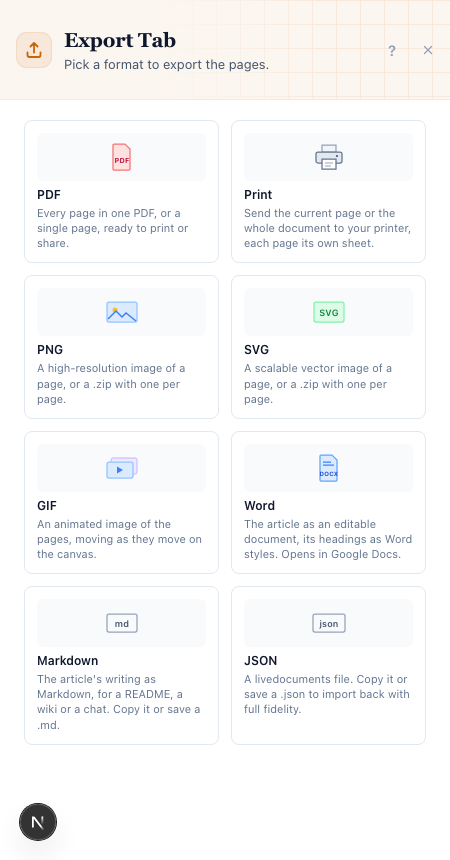 Export Tab
Pick a format to export the pages.
?
×
PDF
PDF
Every page in one PDF, or a
single page, ready to print or
share.
Print
Send the current page or the
whole document to your printer,
each page its own sheet.
PNG
A high-resolution image of a
page, or a .zip with one per
page.
SVG
SVG
A scalable vector image of a
page, or a .zip with one per
page.
GIF
An animated image of the
pages, moving as they move on
the canvas.
DOCX
Word
The article as an editable
document, its headings as Word
styles. Opens in Google Docs.
md
Markdown
The article's writing as
Markdown, for a README, a
wiki or a chat. Copy it or save a
.md.
json
JSON
A livedocuments file. Copy it or
save a .json to import back with
full fidelity.
N